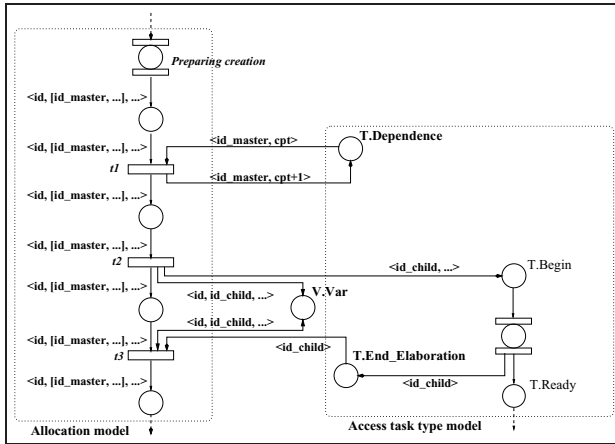 Preparing creation
<id, [id_master, ...], ...>
<id, [id_master, ...], ...>
t1
<id_master, cpt>
T.Dependence
<id_master, cpt+1>
<id, [id_master, ...], ...>
<id, [id_master, ...], ...>
t2
<id_child, ...>
T.Begin
<id, [id_master, ...], ...>
<id, id_child, ...>
V.Var
<id, id_child, ...>
<id, [id_master, ...], ...>
t3
<id_child>
T.End_Elaboration
<id_child>
<id, [id_master, ...], ...>
T.Ready
Allocation model
Access task type model